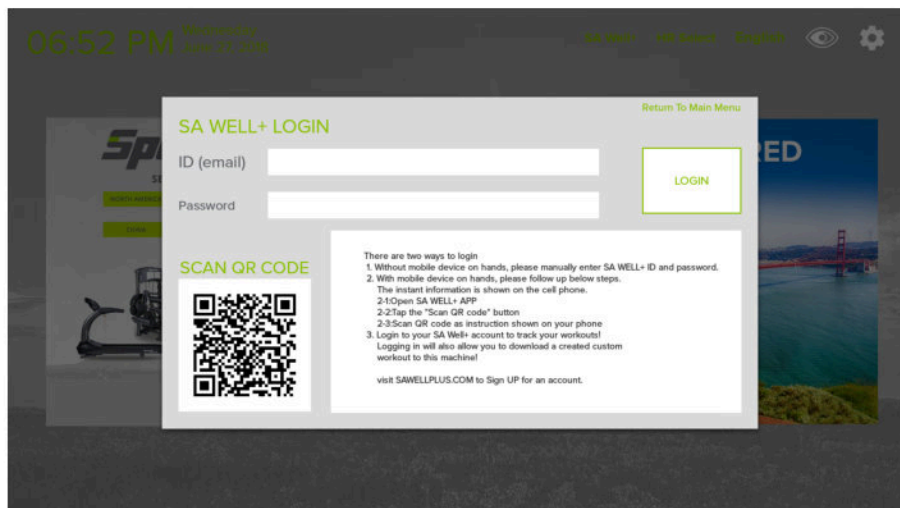 06:52 PM
SA Well+ HR Select English
Return To Main Menu
SA WELL+ LOGIN
ID (email)
LOGIN
Password
SCAN QR CODE
There are two ways to login
1. Without mobile device on hands, please manually enter SA WELL+ ID and password.
2. With mobile device on hands, please follow up below steps.
The instant information is shown on the cell phone.
2-1:Open SA WELL+ APP
2-2:Tap the "Scan QR code" button
2-3:Scan QR code as instruction shown on your phone
3. Login to your SA Well+ account to track your workouts!
Logging in will also allow you to download a created custom
workout to this machine!
visit SAWELLPLUS.COM to Sign UP for an account.